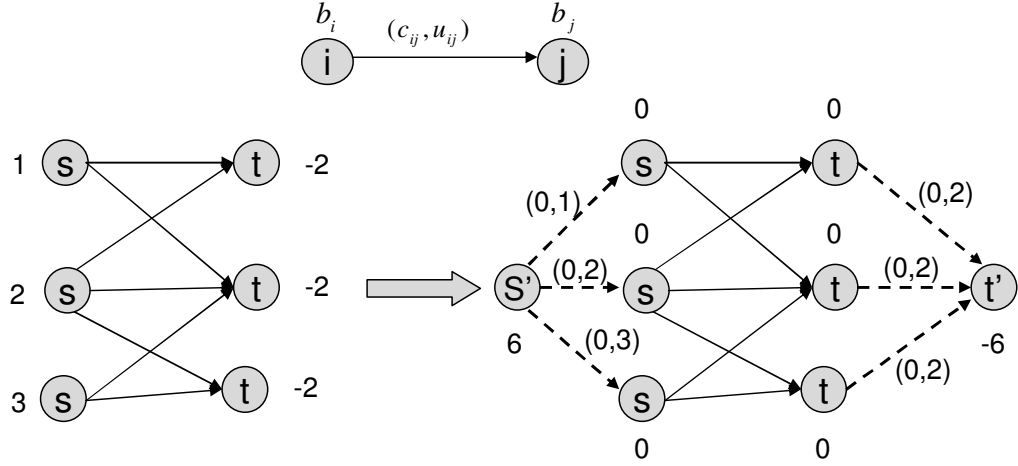 b_i (c_ij, u_ij) b_j
i j
0 0
1 s t -2 s t
(0,1) (0,2)
0 0
2 s t -2 S' (0,2) s t (0,2) t'
6 (0,3) (0,2) -6
3 s t -2 s t
0 0